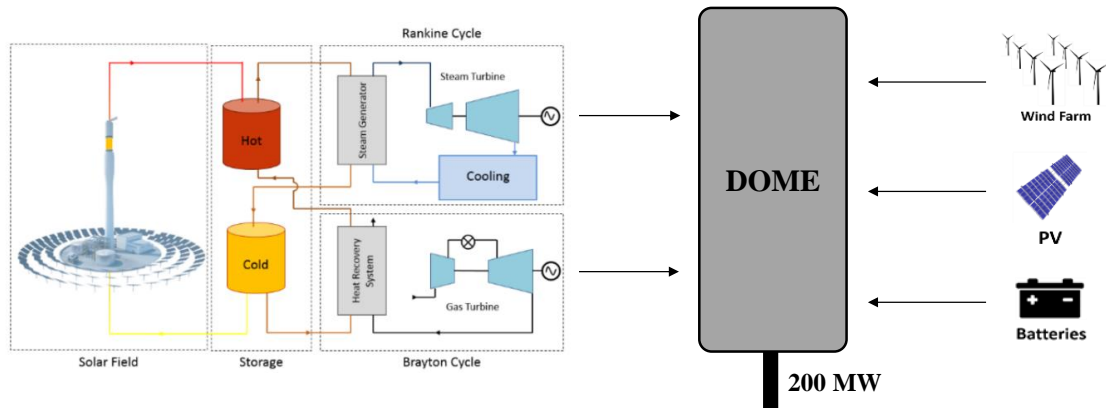 Rankine Cycle
Steam Turbine
Hot
Steam Generator
Cooling
Cold
Heat Recovery
System
Gas Turbine
Solar Field
Storage
Brayton Cycle
DOME
200 MW
Wind Farm
PV
Batteries